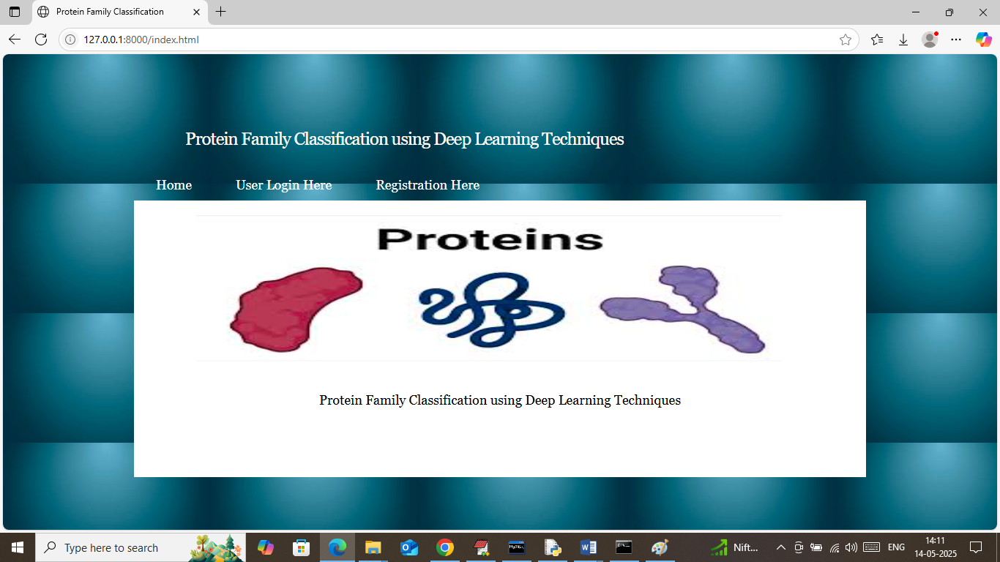 Protein Family Classification
127.0.0.1:8000/index.html
Protein Family Classification using Deep Learning Techniques
Home User Login Here Registration Here
Proteins
Protein Family Classification using Deep Learning Techniques
Type here to search
Nift...
ENG
14:11
14-05-2025